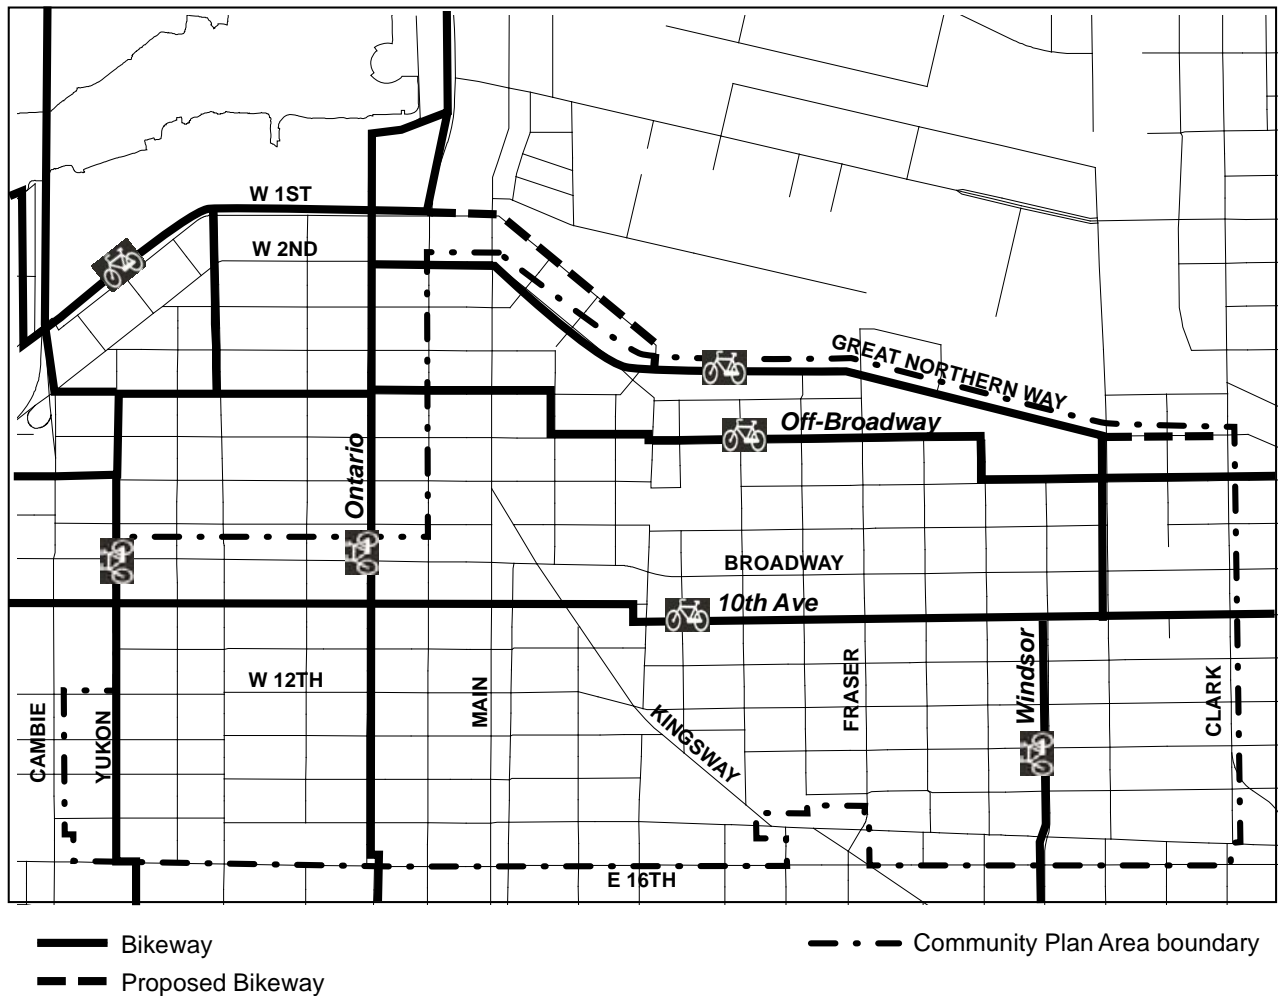 W 1ST
W 2ND
GREAT NORTHERN WAY
Off-Broadway
Ontario
BROADWAY
10th Ave
W 12TH
MAIN
FRASER
Windsor
CLARK
CAMBIE
YUKON
KINGSWAY
E 16TH
Bikeway
Community Plan Area boundary
Proposed Bikeway